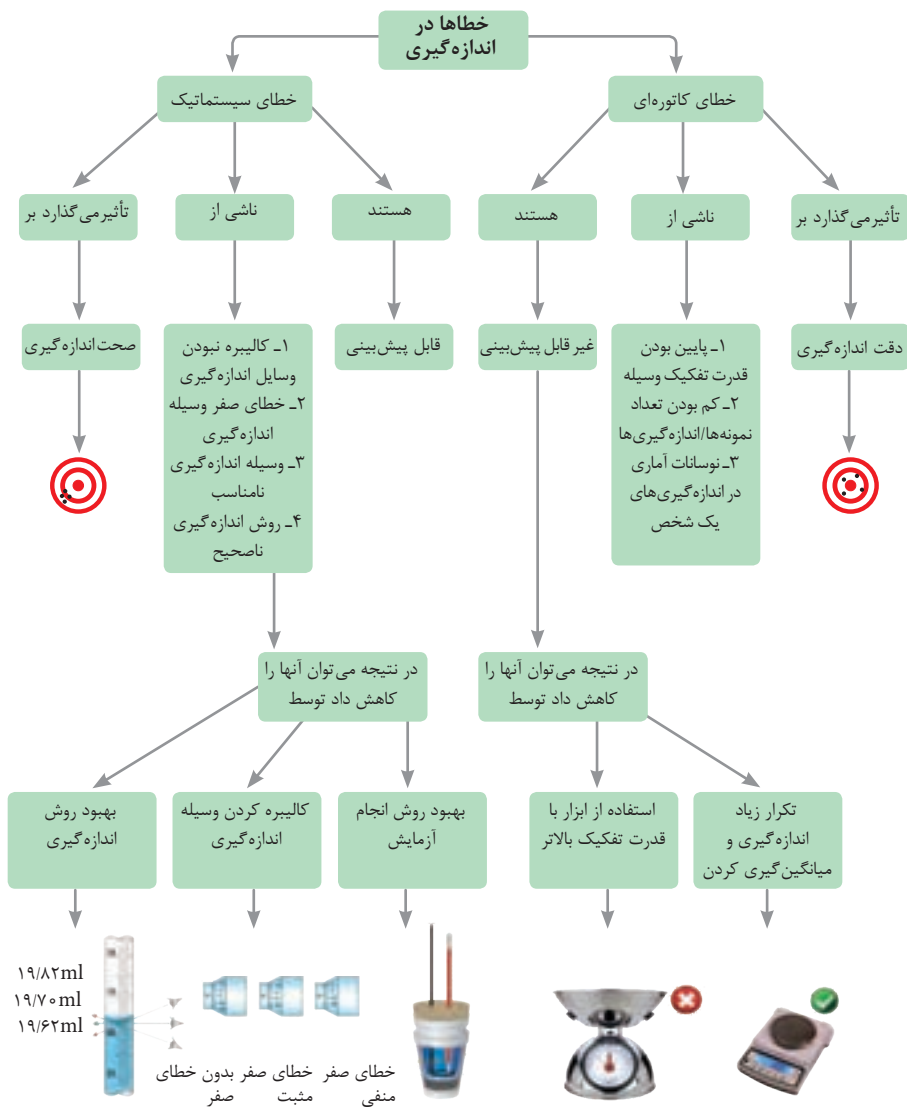 خطاها در
اندازه‌گیری
خطای کاتوره‌ای
خطای سیستماتیک
تأثیرمی‌گذارد بر
ناشی از
هستند
هستند
ناشی از
تأثیرمی‌گذارد بر
دقت اندازه‌گیری
۱ـ پایین بودن
قدرت تفکیک وسیله
۲ـ کم بودن تعداد
نمونه‌ها/اندازه‌گیری‌ها
۳ـ نوسانات آماری
در اندازه‌گیری‌های
یک شخص
غیر قابل پیش‌بینی
قابل پیش‌بینی
۱ـ کالیبره نبودن
وسایل اندازه‌گیری
۲ـ خطای صفر وسیله
اندازه‌گیری
۳ـ وسیله اندازه‌گیری
نامناسب
۴ـ روش اندازه‌گیری
ناصحیح
صحت‌اندازه‌گیری
در نتیجه می‌توان آنها را
کاهش داد توسط
در نتیجه می‌توان آنها را
کاهش داد توسط
تکرار زیاد
اندازه‌گیری و
میانگین‌گیری کردن
استفاده از ابزار با
قدرت تفکیک بالاتر
بهبود روش انجام
آزمایش
کالیبره کردن وسیله
اندازه‌گیری
بهبود روش
اندازه‌گیری
۱۹/۸۲ml
۱۹/۷۰ml
۱۹/۶۲ml
خطای صفر
منفی
خطای صفر
مثبت
بدون خطای
صفر